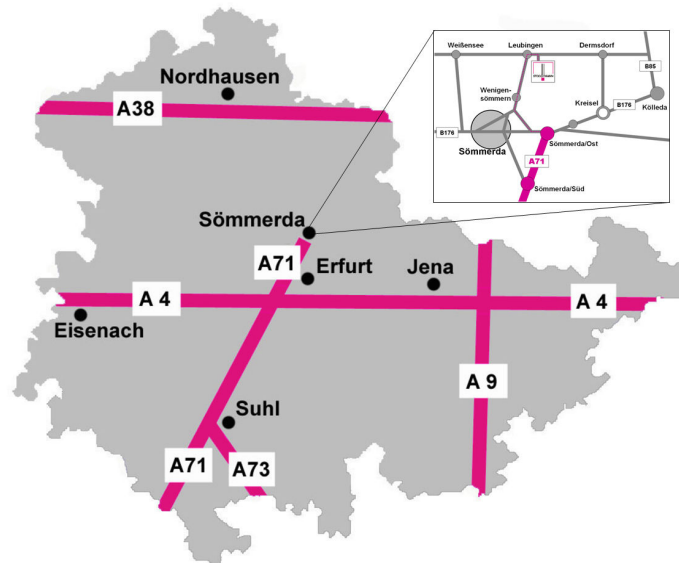 Weißensee
Leubingen
Dermsdorf
B85
Wenigen-
sömmern
Kreisel
B176
Kölleda
B176
Sömmerda
Sömmerda/Ost
A71
Sömmerda/Süd
Nordhausen
A38
Sömmerda
A71
Erfurt
Jena
A 4
A 4
Eisenach
A 9
Suhl
A71
A73